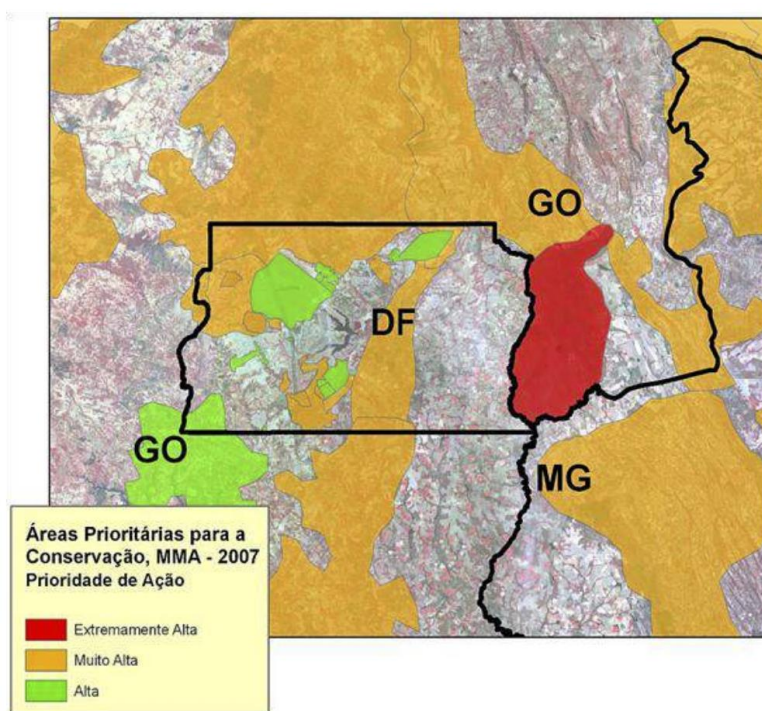 GO
DF
GO
MG
Áreas Prioritárias para a
Conservação, MMA - 2007
Prioridade de Ação
Extremamente Alta
Muito Alta
Alta